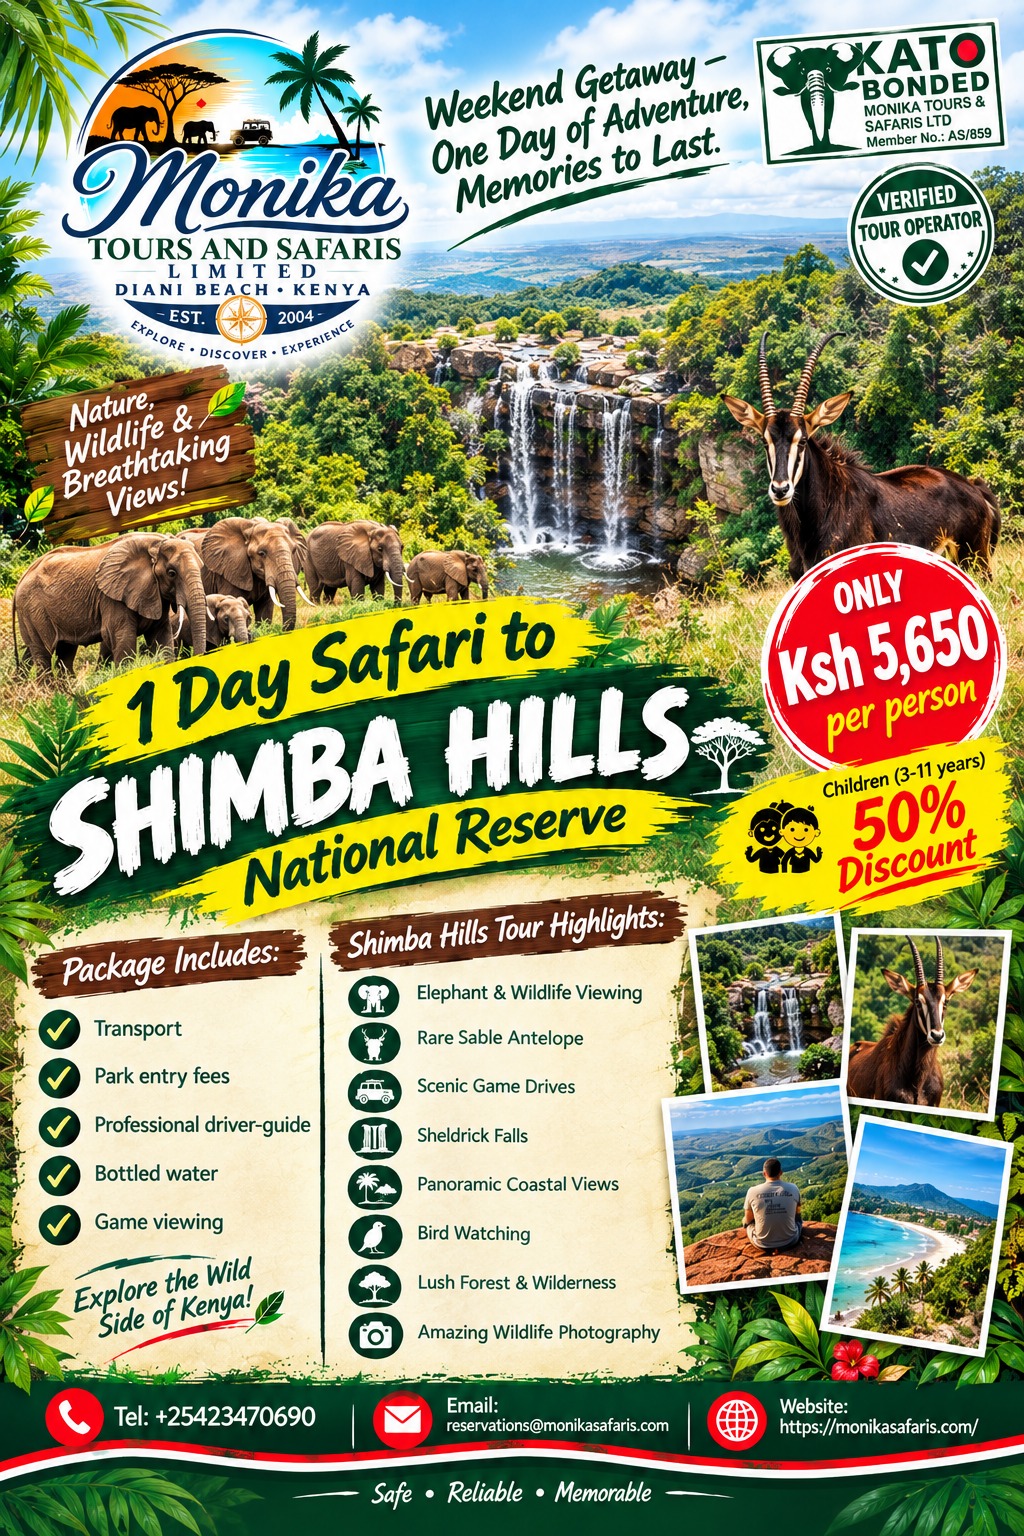 Monika
TOURS AND SAFARIS
LIMITED
DIANI BEACH • KENYA
EST. 2004
EXPLORE • DISCOVER • EXPERIENCE
Weekend Getaway –
One Day of Adventure,
Memories to Last.
KATO
BONDED
MONIKA TOURS &
SAFARIS LTD
Member No.: AS/859
VERIFIED
TOUR OPERATOR
Nature,
Wildlife &
Breathtaking
Views!
ONLY
Ksh 5,650
per person
1 Day Safari to
SHIMBA HILLS
National Reserve
Children (3-11 years)
50%
Discount
Package Includes:
Transport
Park entry fees
Professional driver-guide
Bottled water
Game viewing
Explore the Wild
Side of Kenya!
Shimba Hills Tour Highlights:
Elephant & Wildlife Viewing
Rare Sable Antelope
Scenic Game Drives
Sheldrick Falls
Panoramic Coastal Views
Bird Watching
Lush Forest & Wilderness
Amazing Wildlife Photography
Tel: +25423470690
Email:
reservations@monikasafaris.com
Website:
https://monikasafaris.com/
Safe • Reliable • Memorable